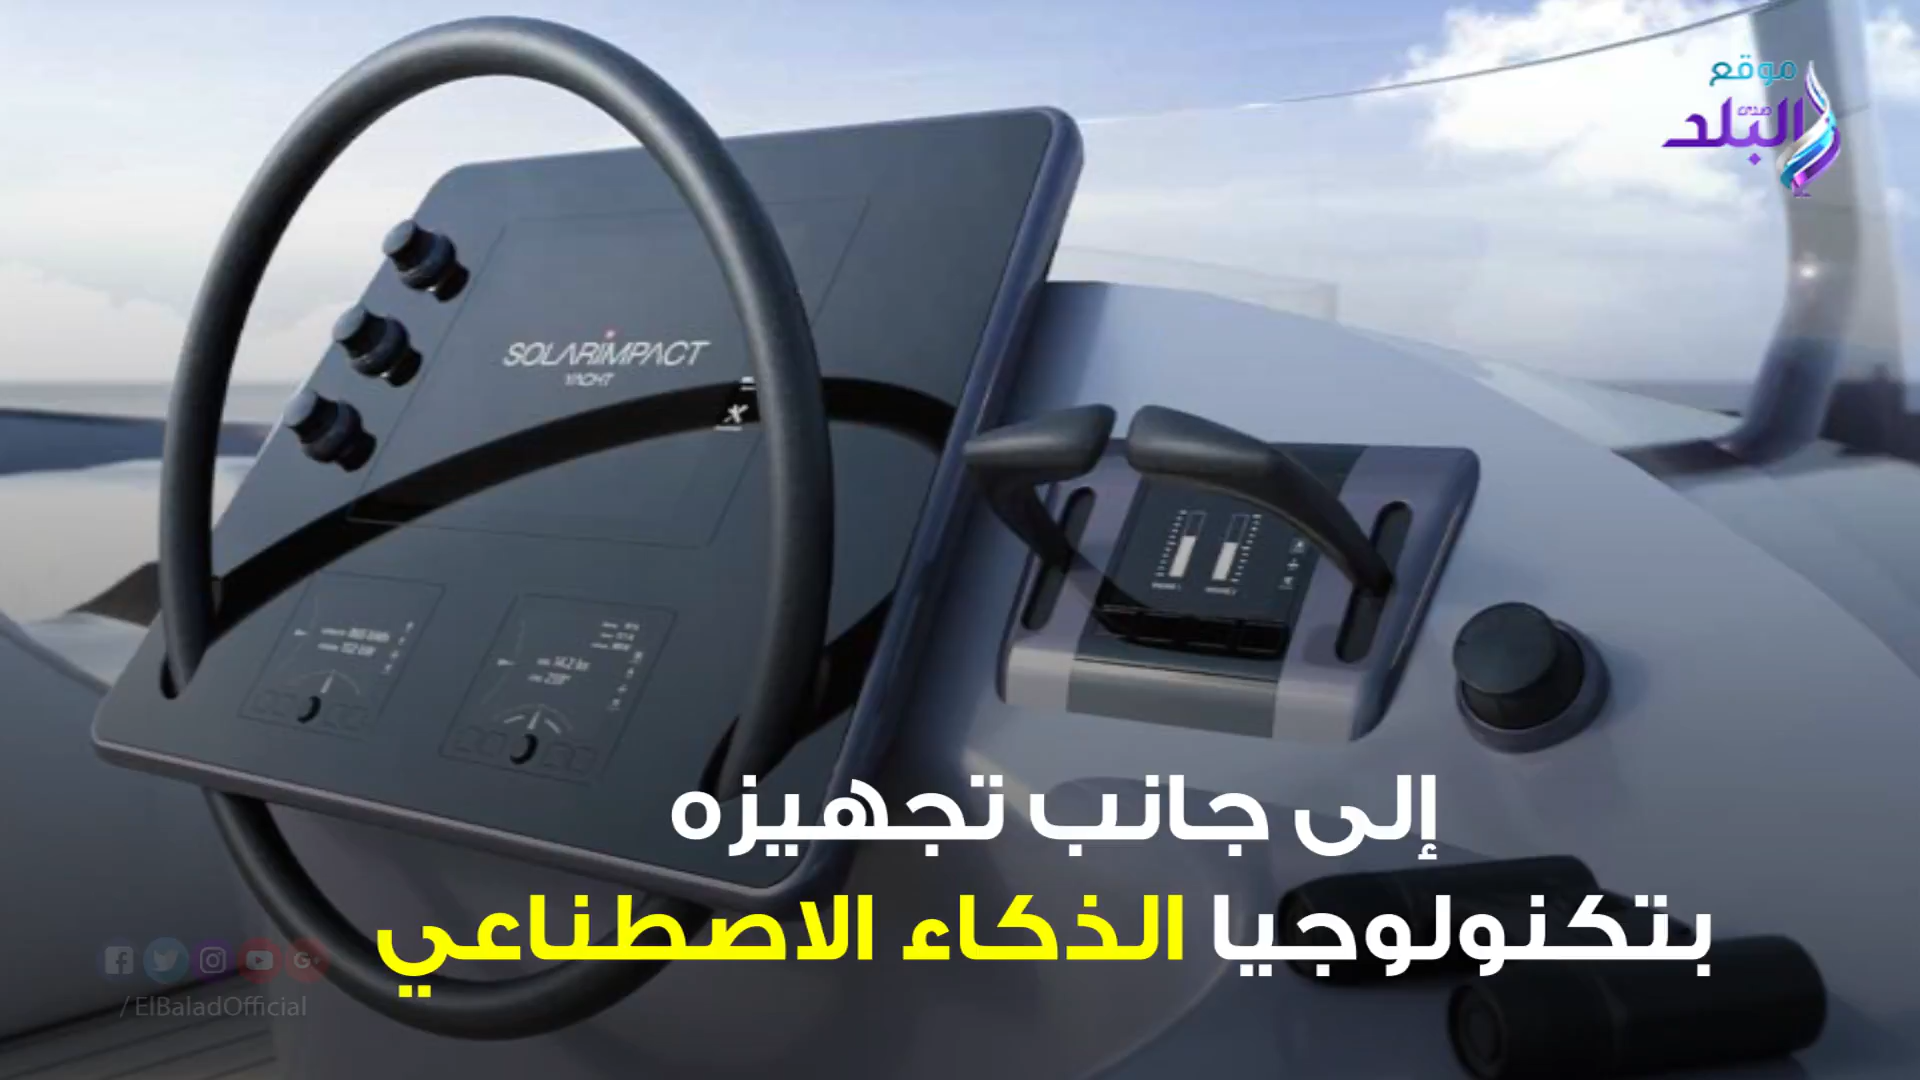 موقع
صدى
البلد
SOLARIMPACT
YACHT
إلى جانب تجهيزه
بتكنولوجيا الذكاء الاصطناعي
/ ElBaladOfficial